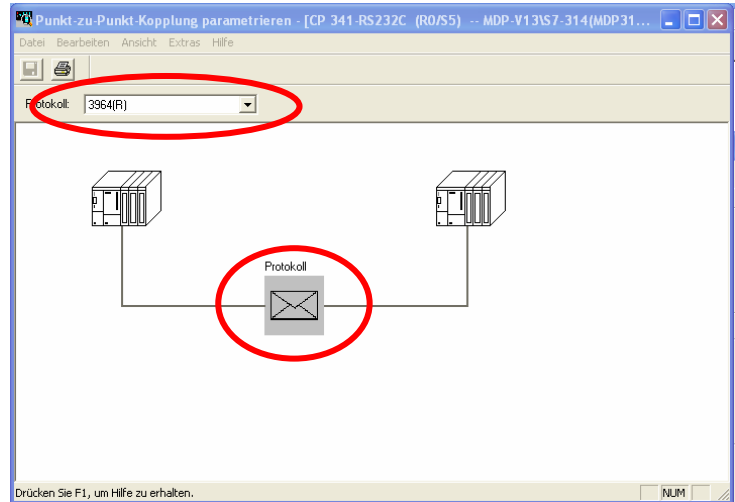 Punkt-zu-Punkt-Kopplung parametrieren - [CP 341-RS232C (R0/S5) -- MDP-V13\S7-314(MDP31...
Datei Bearbeiten Ansicht Extras Hilfe
Protokoll: 3964(R)
Protokoll
Drücken Sie F1, um Hilfe zu erhalten.
NUM